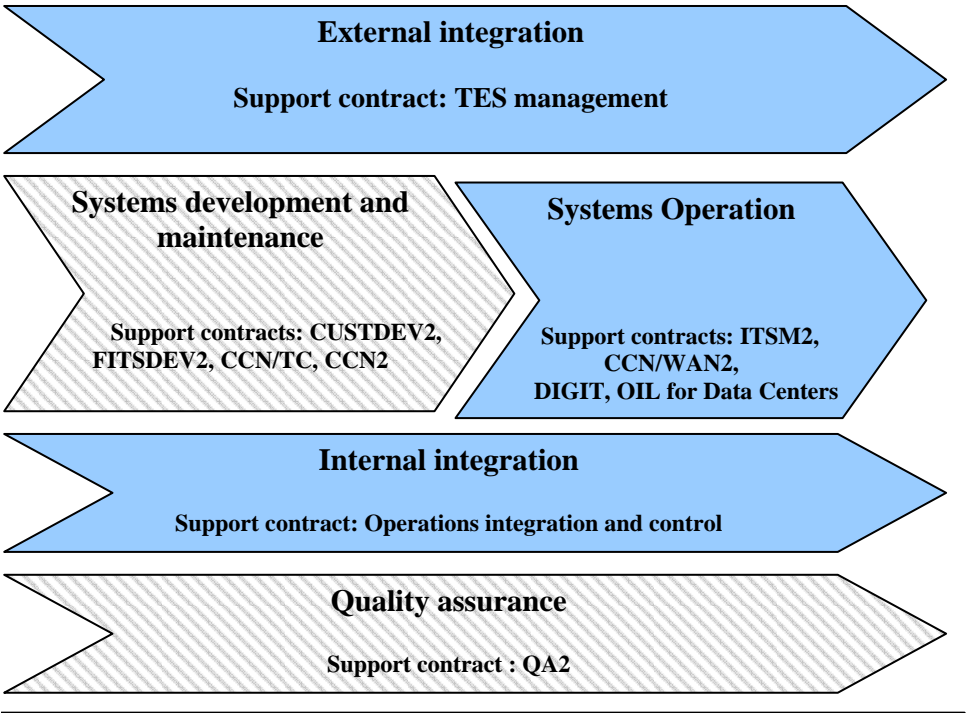 External integration
Support contract: TES management
Systems development and
maintenance
Support contracts: CUSTDEV2,
FITSDEV2, CCN/TC, CCN2
Systems Operation
Support contracts: ITSM2,
CCN/WAN2,
DIGIT, OIL for Data Centers
Internal integration
Support contract: Operations integration and control
Quality assurance
Support contract : QA2